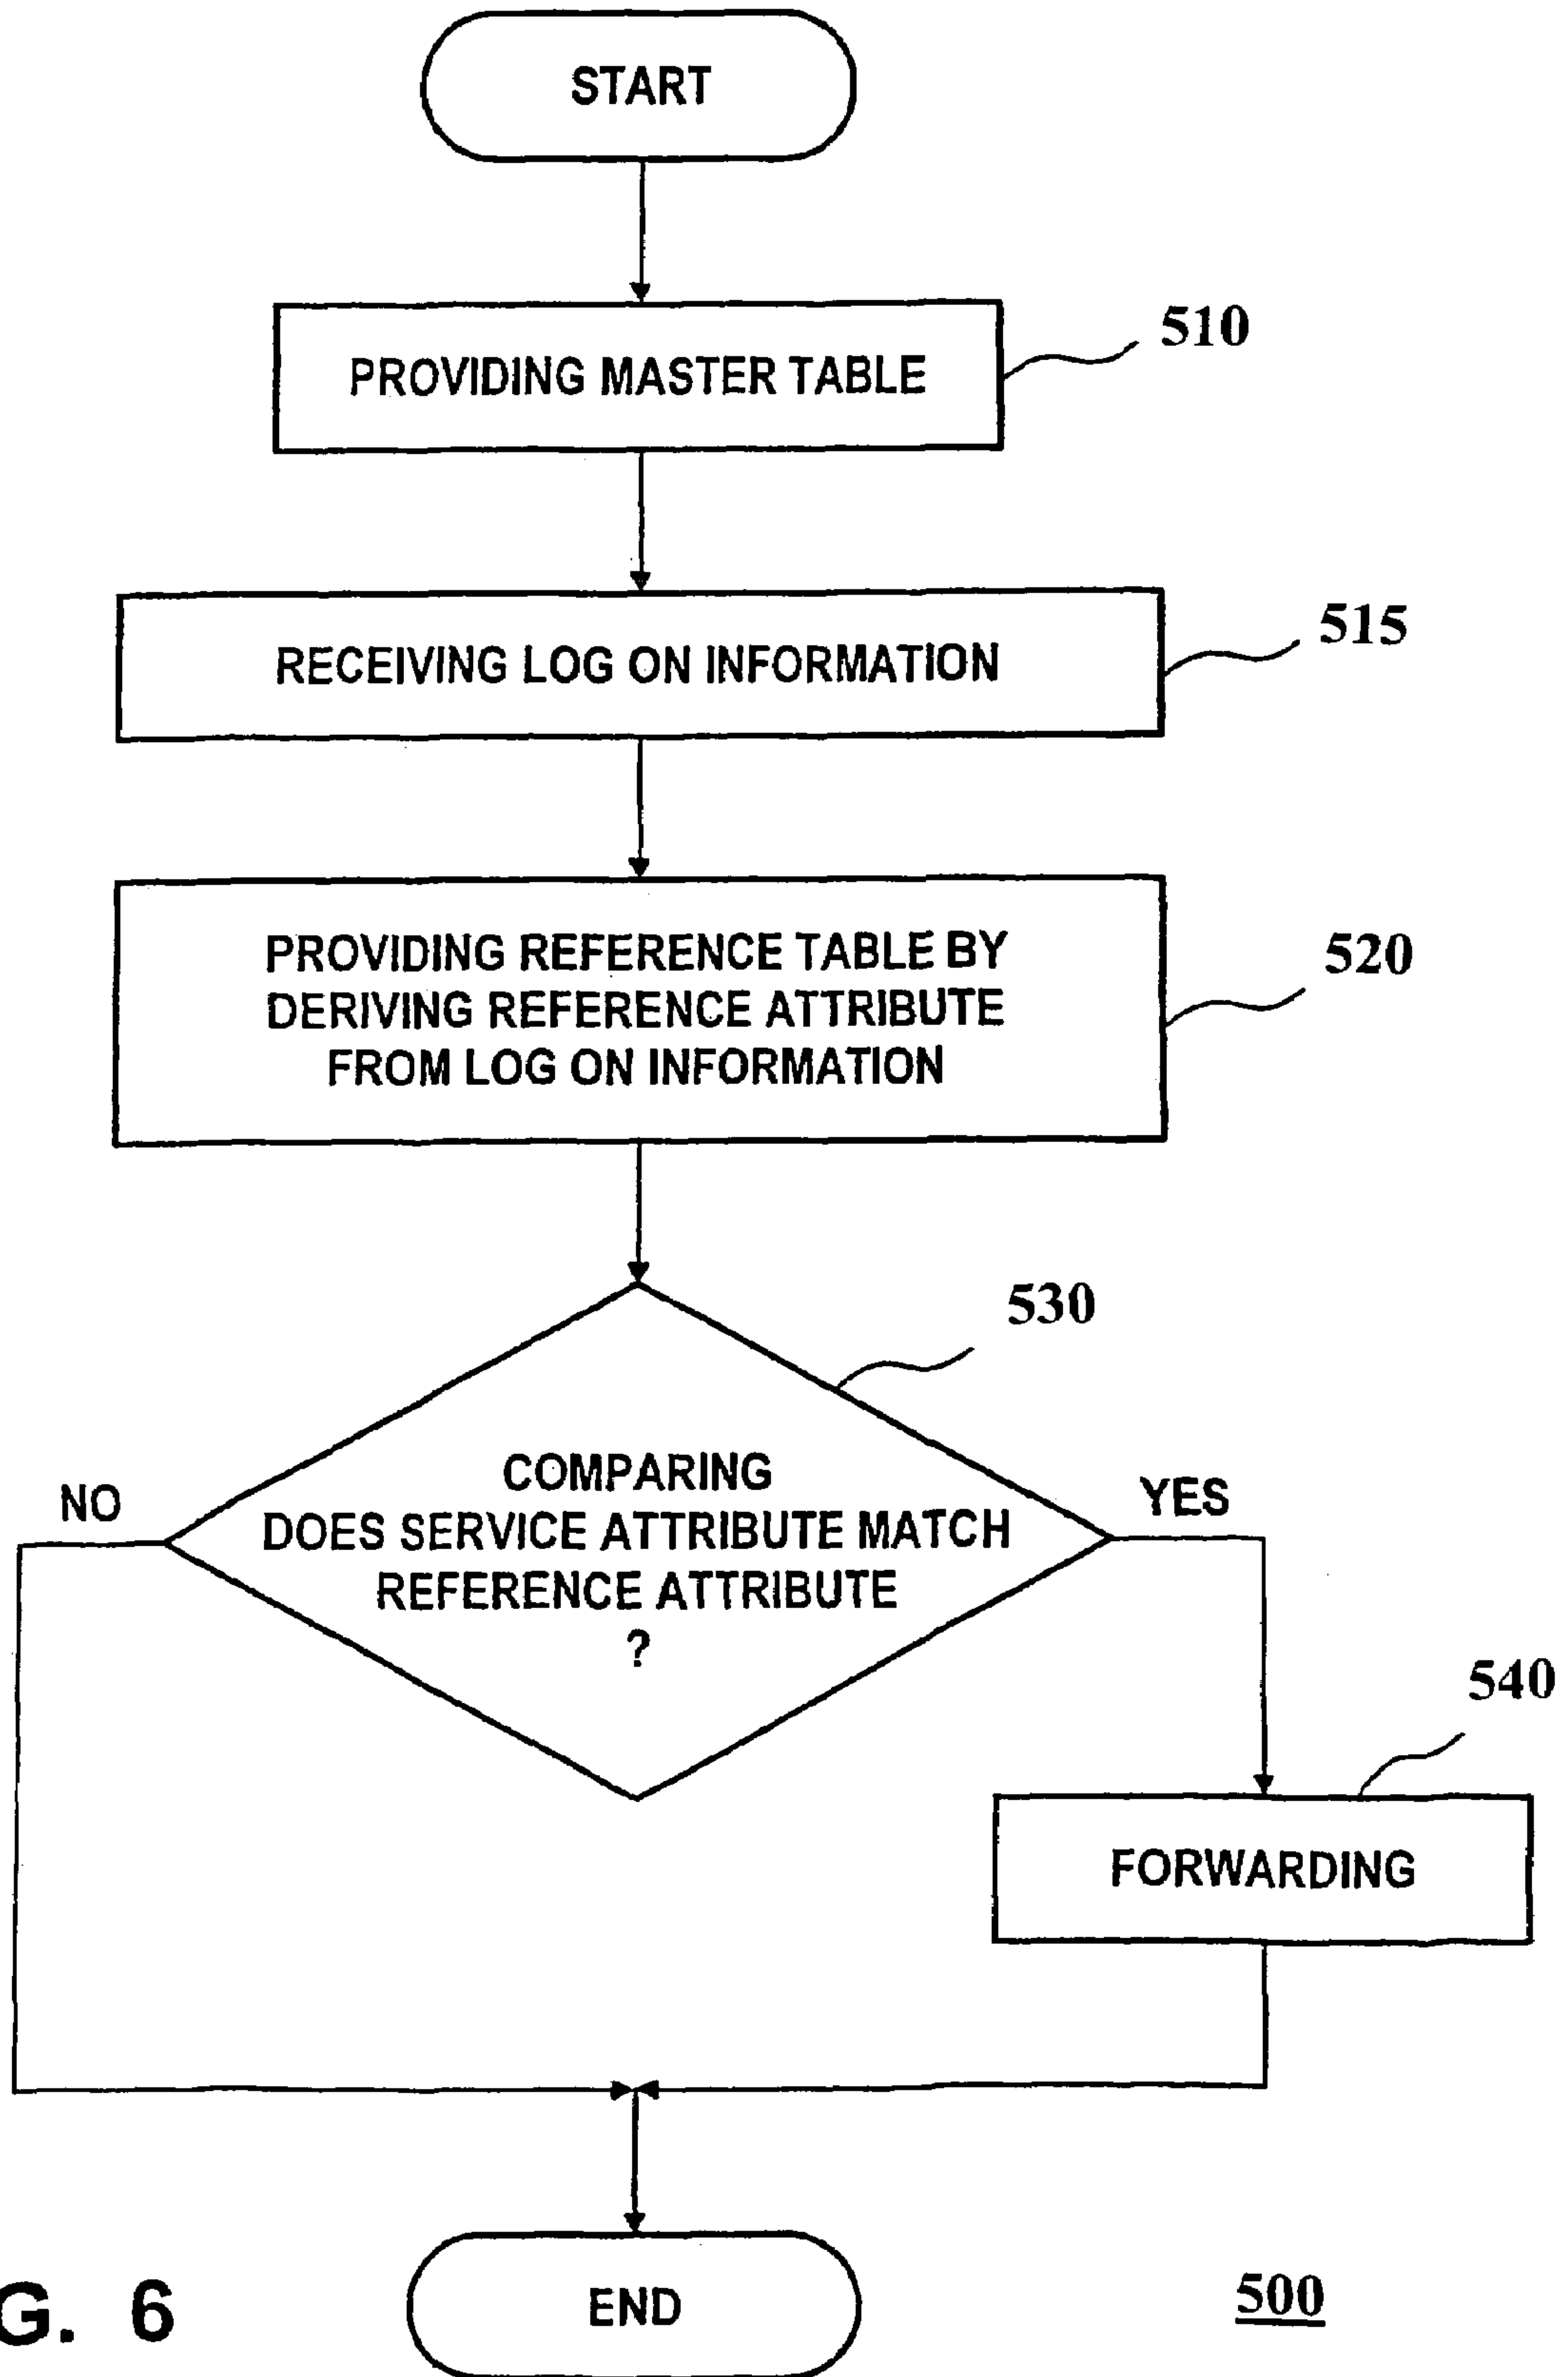 START
PROVIDING MASTER TABLE
510
RECEIVING LOG ON INFORMATION
515
PROVIDING REFERENCE TABLE BY
DERIVING REFERENCE ATTRIBUTE
FROM LOG ON INFORMATION
520
530
COMPARING
DOES SERVICE ATTRIBUTE MATCH
REFERENCE ATTRIBUTE
?
NO
YES
540
FORWARDING
END
G. 6
500